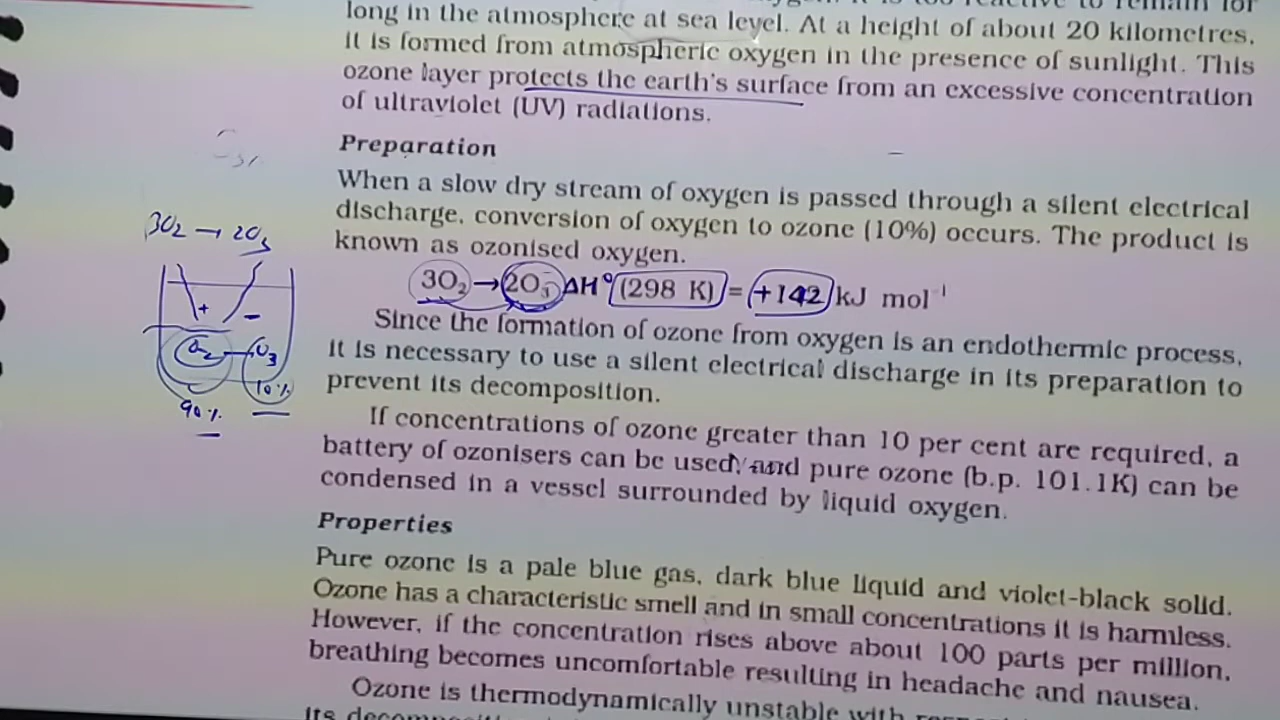 long in the atmosphere at sea level. At a height of about 20 kilometres,
it is formed from atmospheric oxygen in the presence of sunlight. This
ozone layer protects the earth's surface from an excessive concentration
of ultraviolet (UV) radiations.
Preparation
When a slow dry stream of oxygen is passed through a silent electrical
discharge, conversion of oxygen to ozone (10%) occurs. The product is
known as ozonised oxygen.
3O₂ → 2O₃ ΔH° (298 K) = +142 kJ mol⁻¹
Since the formation of ozone from oxygen is an endothermic process,
it is necessary to use a silent electrical discharge in its preparation to
prevent its decomposition.
If concentrations of ozone greater than 10 per cent are required, a
battery of ozonisers can be used, and pure ozone (b.p. 101.1K) can be
condensed in a vessel surrounded by liquid oxygen.
Properties
Pure ozone is a pale blue gas, dark blue liquid and violet-black solid.
Ozone has a characteristic smell and in small concentrations it is harmless.
However, if the concentration rises above about 100 parts per million,
breathing becomes uncomfortable resulting in headache and nausea.
Ozone is thermodynamically unstable with
3O₂ → 2O₃
+ −
O₂ → O₃
10%
90%